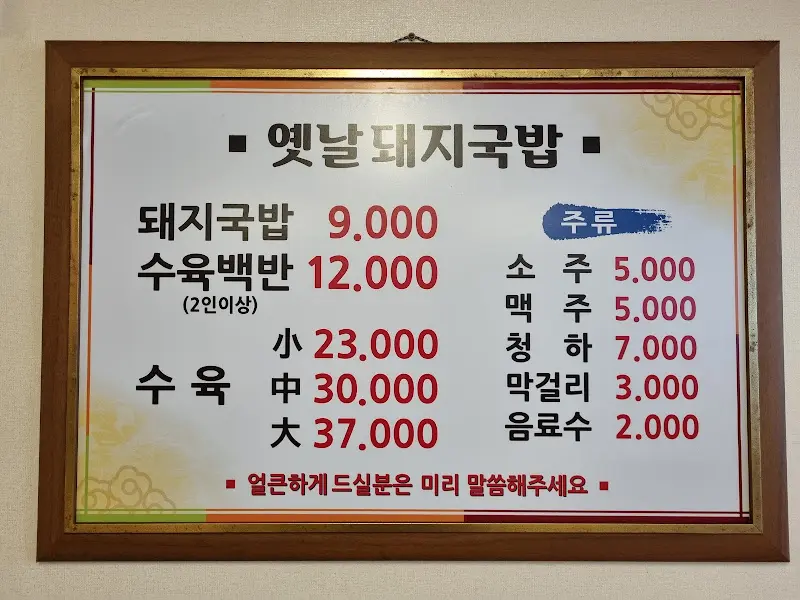 ▪ 옛날돼지국밥 ▪
돼지국밥 9.000
수육백반 12.000
(2인이상)
小 23.000
수 육 中 30.000
大 37.000
주류
소 주 5.000
맥 주 5.000
청 하 7.000
막걸리 3.000
음료수 2.000
▪ 얼큰하게 드실분은 미리 말씀해주세요 ▪